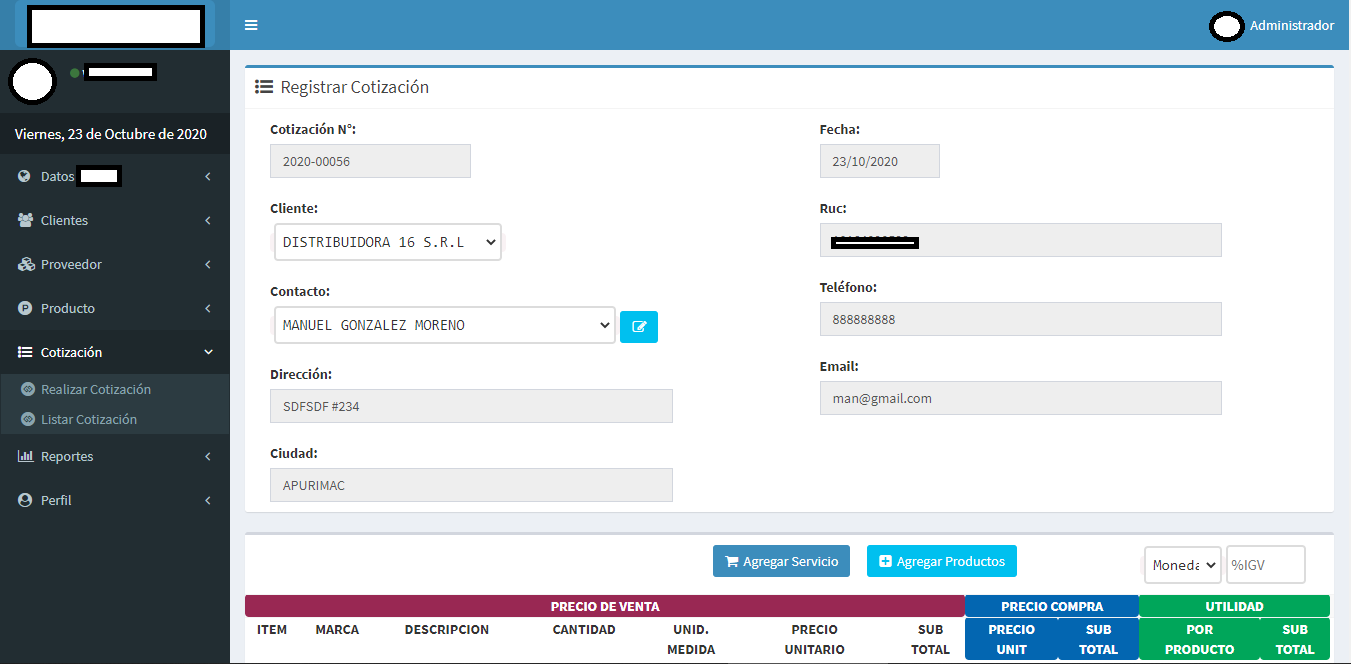 Administrador
Viernes, 23 de Octubre de 2020
Datos
Clientes
Proveedor
Producto
Cotización
Realizar Cotización
Listar Cotización
Reportes
Perfil
Registrar Cotización
Cotización N°:
2020-00056
Fecha:
23/10/2020
Cliente:
DISTRIBUIDORA 16 S.R.L
Ruc:
Contacto:
MANUEL GONZALEZ MORENO
Teléfono:
888888888
Dirección:
SDFSDF #234
Email:
man@gmail.com
Ciudad:
APURIMAC
Agregar Servicio
Agregar Productos
Moneda
%IGV
PRECIO DE VENTA PRECIO COMPRA UTILIDAD
ITEM MARCA DESCRIPCION CANTIDAD UNID. PRECIO SUB PRECIO SUB POR SUB
MEDIDA UNITARIO TOTAL UNIT TOTAL PRODUCTO TOTAL